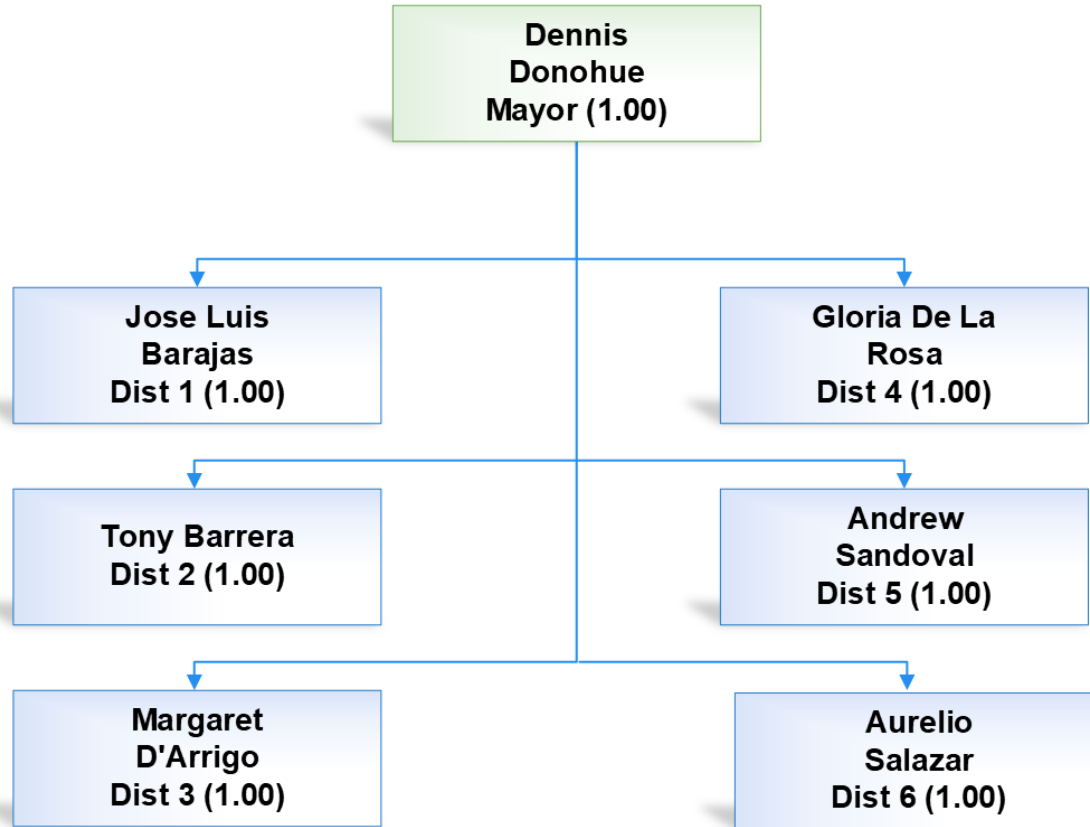 Dennis
Donohue
Mayor (1.00)
Jose Luis
Barajas
Dist 1 (1.00)
Gloria De La
Rosa
Dist 4 (1.00)
Tony Barrera
Dist 2 (1.00)
Andrew
Sandoval
Dist 5 (1.00)
Margaret
D'Arrigo
Dist 3 (1.00)
Aurelio
Salazar
Dist 6 (1.00)